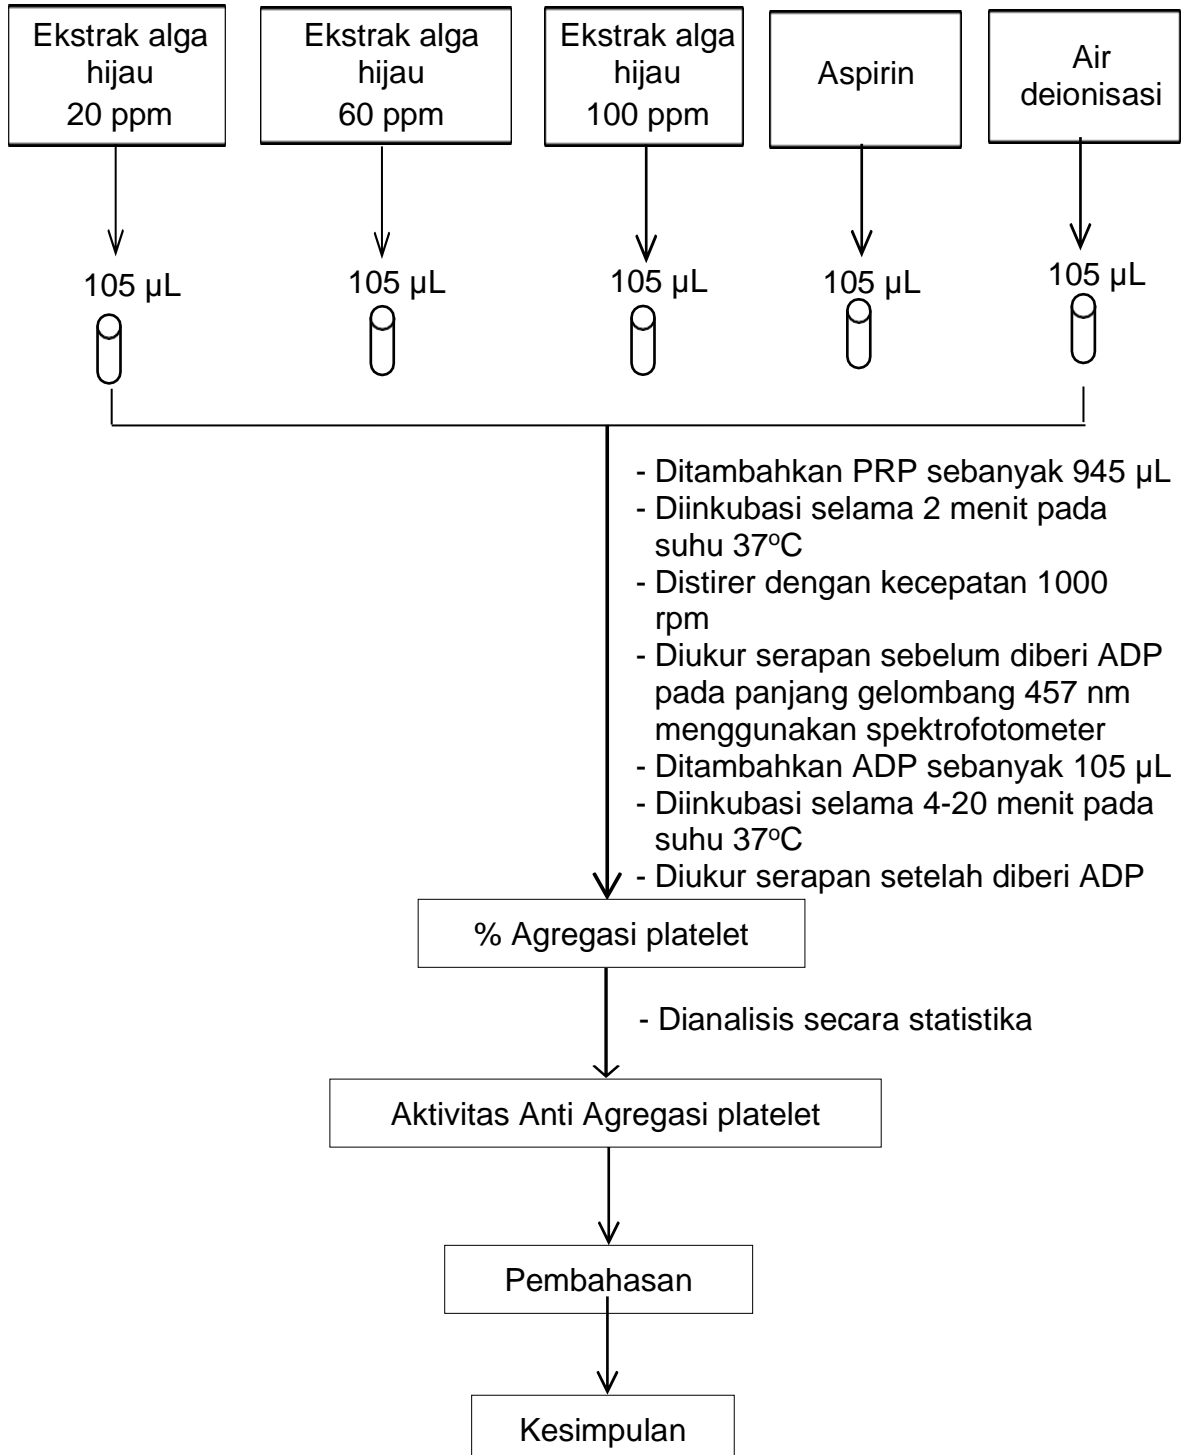 Ekstrak alga
hijau
20 ppm
Ekstrak alga
hijau
60 ppm
Ekstrak alga
hijau
100 ppm
Aspirin
Air
deionisasi
105 µL
105 µL
105 µL
105 µL
105 µL
- Ditambahkan PRP sebanyak 945 µL
- Diinkubasi selama 2 menit pada
suhu 37°C
- Distirer dengan kecepatan 1000
rpm
- Diukur serapan sebelum diberi ADP
pada panjang gelombang 457 nm
menggunakan spektrofotometer
- Ditambahkan ADP sebanyak 105 µL
- Diinkubasi selama 4-20 menit pada
suhu 37°C
- Diukur serapan setelah diberi ADP
% Agregasi platelet
- Dianalisis secara statistika
Aktivitas Anti Agregasi platelet
Pembahasan
Kesimpulan